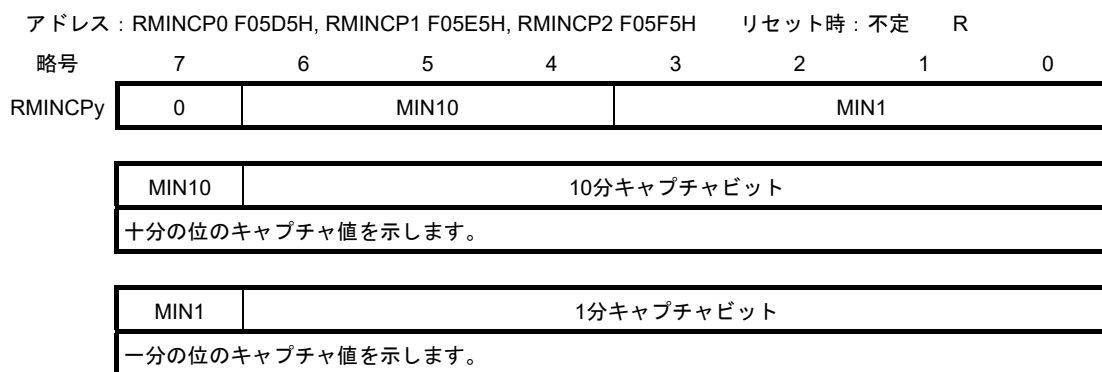 アドレス：RMINCP0 F05D5H, RMINCP1 F05E5H, RMINCP2 F05F5H リセット時：不定 R
略号 7 6 5 4 3 2 1 0
RMINCPy 0 MIN10 MIN1
MIN10 10分キャプチャビット
十分の位のキャプチャ値を示します。
MIN1 1分キャプチャビット
一分の位のキャプチャ値を示します。